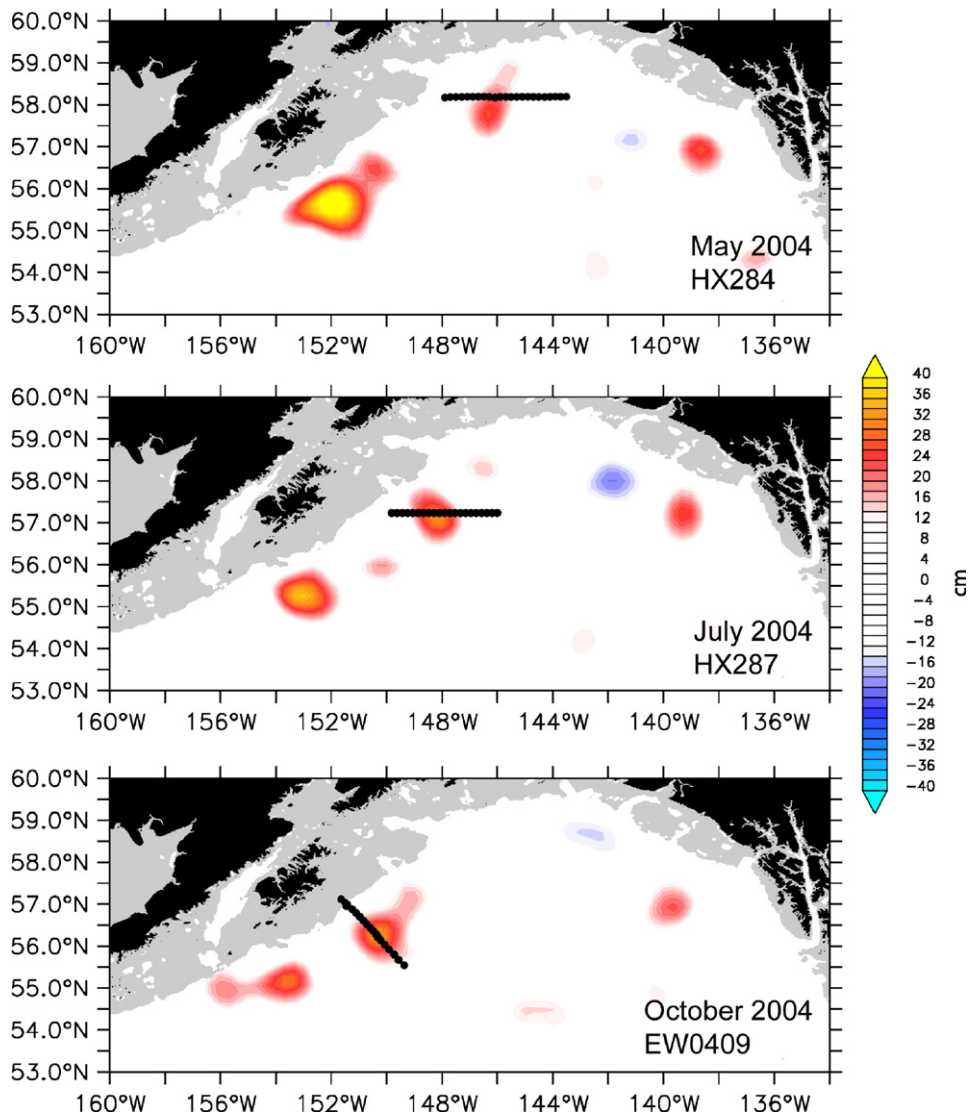 60.0°N
59.0°N
58.0°N
57.0°N
56.0°N
55.0°N
54.0°N
53.0°N
May 2004
HX284
160°W 156°W 152°W 148°W 144°W 140°W 136°W
60.0°N
59.0°N
58.0°N
57.0°N
56.0°N
55.0°N
54.0°N
53.0°N
July 2004
HX287
160°W 156°W 152°W 148°W 144°W 140°W 136°W
40
36
32
28
24
20
16
12
8
4
0
-4
-8
-12
-16
-20
-24
-28
-32
-36
-40
cm
60.0°N
59.0°N
58.0°N
57.0°N
56.0°N
55.0°N
54.0°N
53.0°N
October 2004
EW0409
160°W 156°W 152°W 148°W 144°W 140°W 136°W